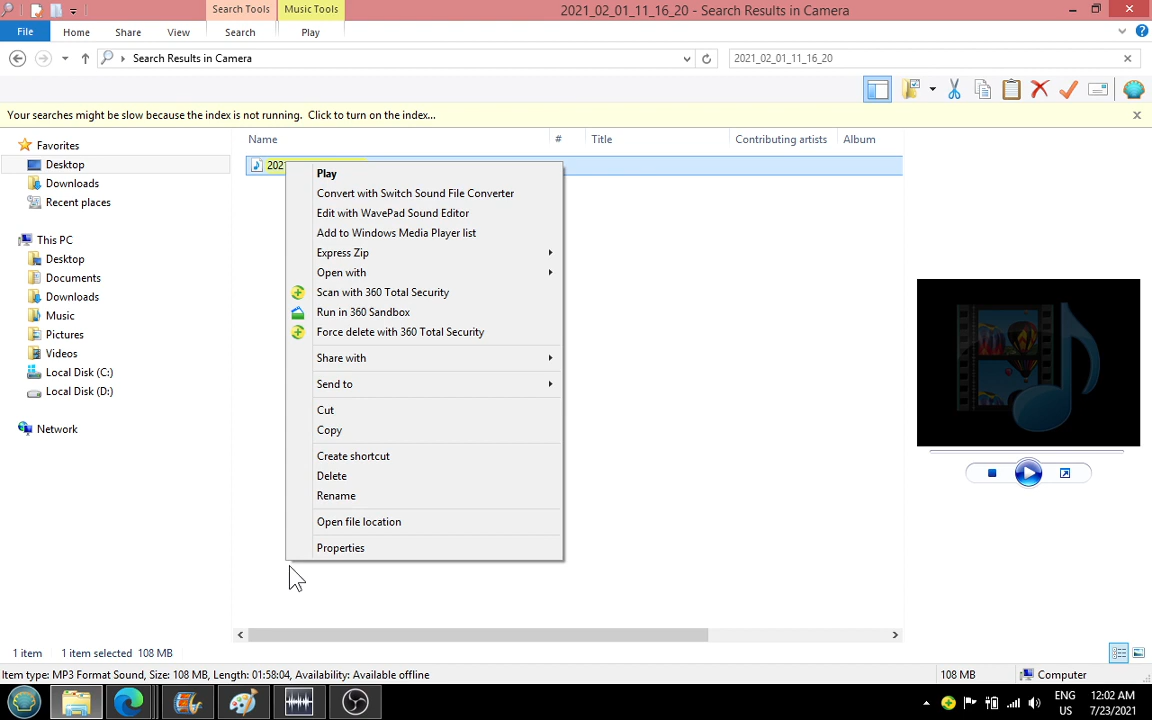 Search Tools
Music Tools
2021_02_01_11_16_20 - Search Results in Camera
File
Home
Share
View
Search
Play
Search Results in Camera
2021_02_01_11_16_20
Your searches might be slow because the index is not running. Click to turn on the index...
Favorites
Desktop
Downloads
Recent places
This PC
Desktop
Documents
Downloads
Music
Pictures
Videos
Local Disk (C:)
Local Disk (D:)
Network
Name
#
Title
Contributing artists
Album
Play
Convert with Switch Sound File Converter
Edit with WavePad Sound Editor
Add to Windows Media Player list
Express Zip
Open with
Scan with 360 Total Security
Run in 360 Sandbox
Force delete with 360 Total Security
Share with
Send to
Cut
Copy
Create shortcut
Delete
Rename
Open file location
Properties
1 item
1 item selected 108 MB
Item type: MP3 Format Sound, Size: 108 MB, Length: 01:58:04, Availability: Available offline
108 MB
Computer
ENG
US
12:02 AM
7/23/2021